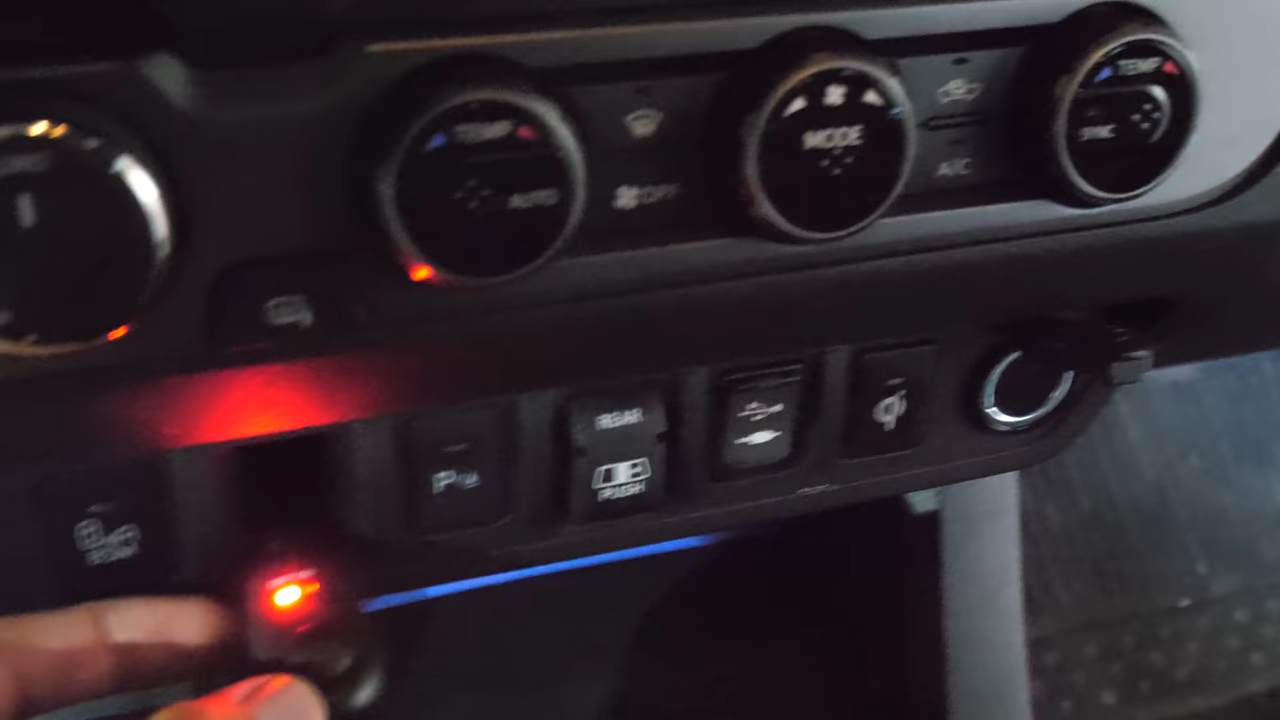 TEMP
AUTO
OFF
MODE
A/C
TEMP
SYNC
REAR
PUSH
P